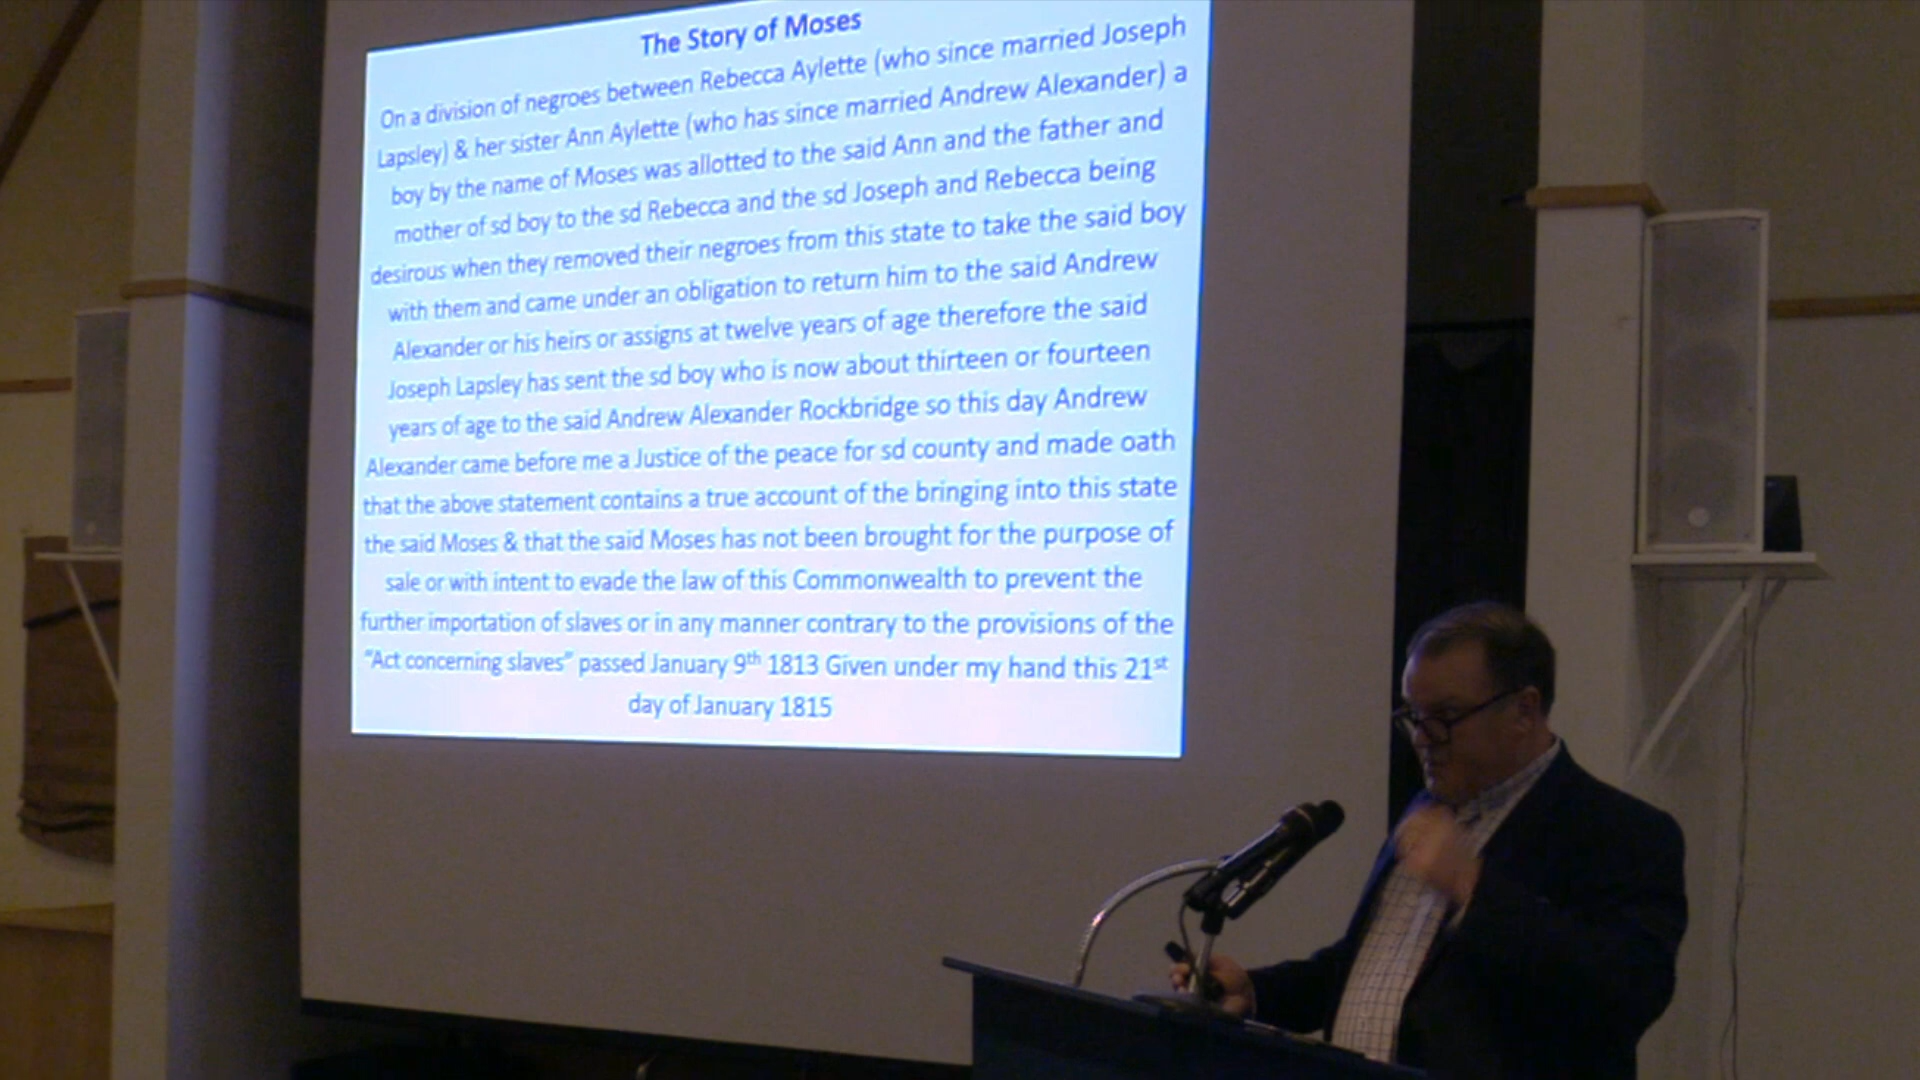 The Story of Moses
On a division of negroes between Rebecca Aylette (who since married Joseph
Lapsley) & her sister Ann Aylette (who has since married Andrew Alexander) a
boy by the name of Moses was allotted to the said Ann and the father and
mother of sd boy to the sd Rebecca and the sd Joseph and Rebecca being
desirous when they removed their negroes from this state to take the said boy
with them and came under an obligation to return him to the said Andrew
Alexander or his heirs or assigns at twelve years of age therefore the said
Joseph Lapsley has sent the sd boy who is now about thirteen or fourteen
years of age to the said Andrew Alexander Rockbridge so this day Andrew
Alexander came before me a Justice of the peace for sd county and made oath
that the above statement contains a true account of the bringing into this state
the said Moses & that the said Moses has not been brought for the purpose of
sale or with intent to evade the law of this Commonwealth to prevent the
further importation of slaves or in any manner contrary to the provisions of the
"Act concerning slaves" passed January 9th 1813 Given under my hand this 21st
day of January 1815